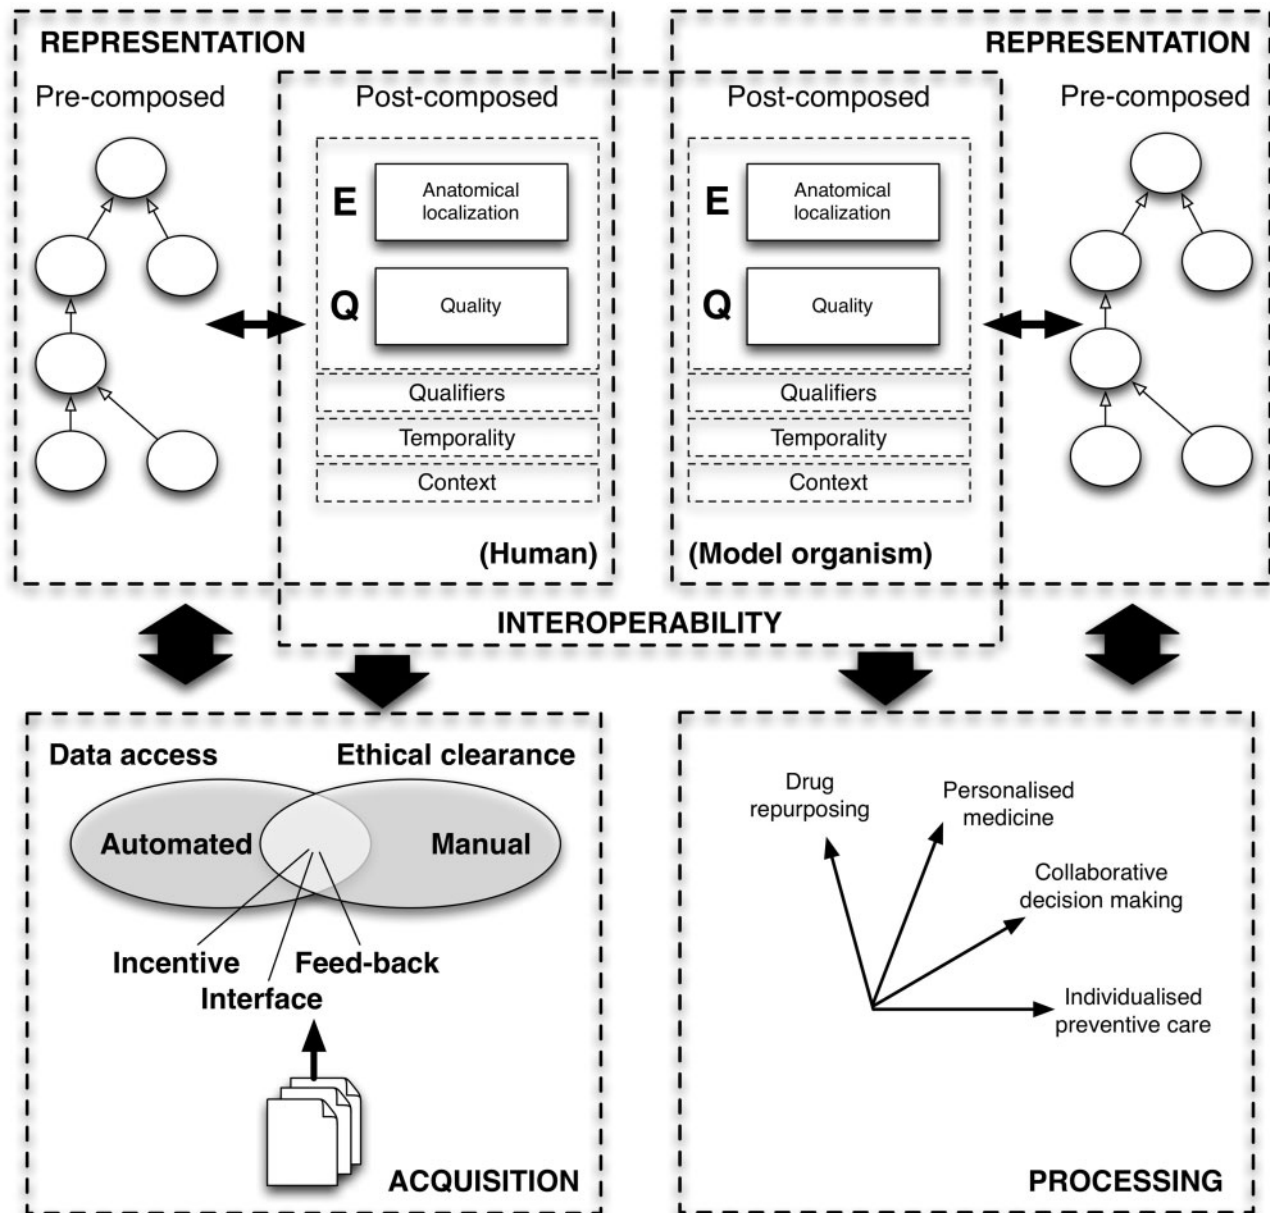 REPRESENTATION
Pre-composed
Post-composed
E
Anatomical
localization
Q
Quality
Qualifiers
Temporality
Context
(Human)
REPRESENTATION
Post-composed
Pre-composed
E
Anatomical
localization
Q
Quality
Qualifiers
Temporality
Context
(Model organism)
INTEROPERABILITY
Data access
Ethical clearance
Automated
Manual
Incentive
Feed-back
Interface
ACQUISITION
Drug
repurposing
Personalised
medicine
Collaborative
decision making
Individualised
preventive care
PROCESSING